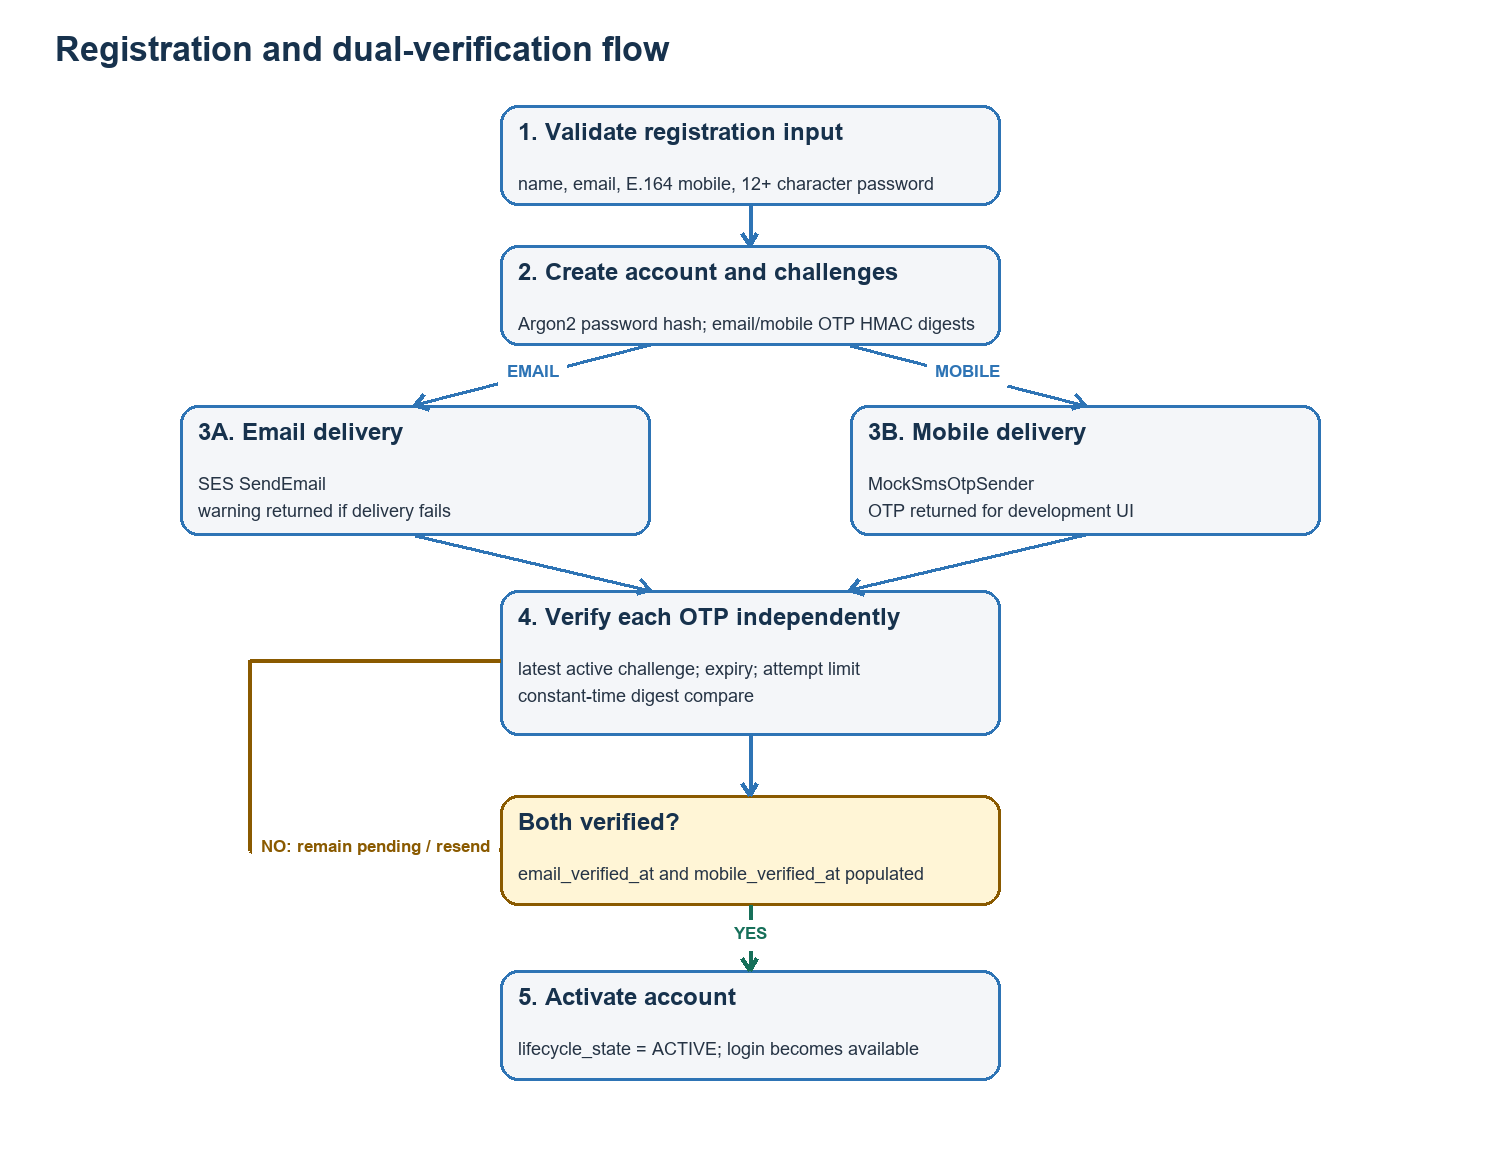 Registration and dual-verification flow
1. Validate registration input
name, email, E.164 mobile, 12+ character password
2. Create account and challenges
Argon2 password hash; email/mobile OTP HMAC digests
EMAIL
MOBILE
3A. Email delivery
SES SendEmail
warning returned if delivery fails
3B. Mobile delivery
MockSmsOtpSender
OTP returned for development UI
4. Verify each OTP independently
latest active challenge; expiry; attempt limit
constant-time digest compare
Both verified?
NO: remain pending / resend
email_verified_at and mobile_verified_at populated
YES
5. Activate account
lifecycle_state = ACTIVE; login becomes available